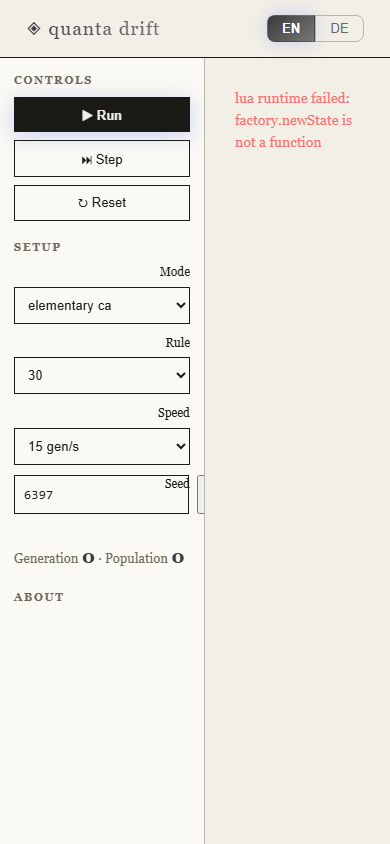 ◈ quanta drift
EN DE
CONTROLS
▶ Run
⏭ Step
↻ Reset
SETUP
Mode
elementary ca
Rule
30
Speed
15 gen/s
Seed
6397
Generation 0 · Population 0
ABOUT
lua runtime failed:
factory.newState is
not a function